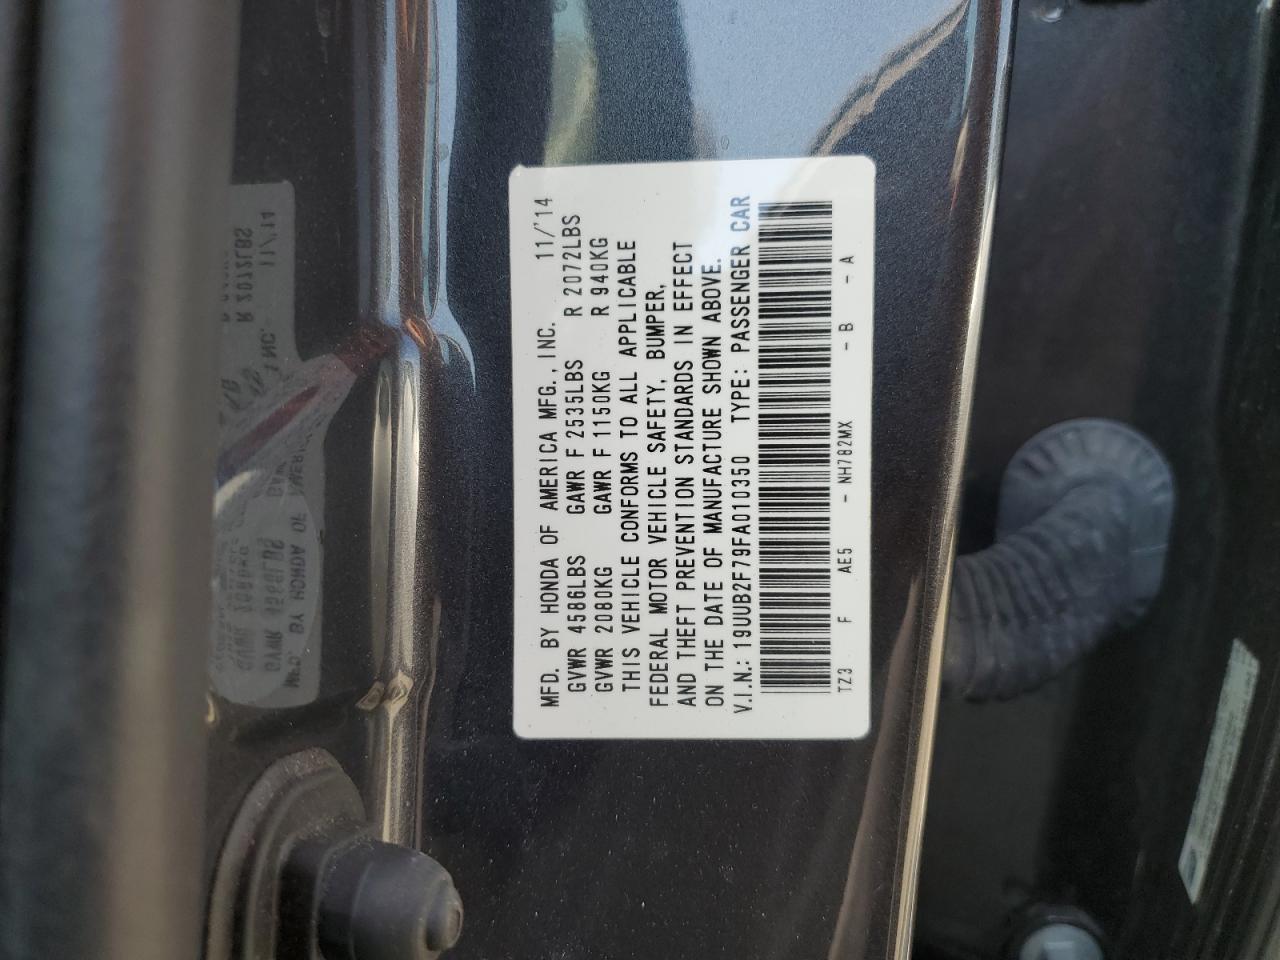 MFD. BY HONDA OF AMERICA MFG.,INC. 11/'14
GVWR 4586LBS GAWR F 2535LBS R 2072LBS
GVWR 2080KG GAWR F 1150KG R 940KG
THIS VEHICLE CONFORMS TO ALL APPLICABLE
FEDERAL MOTOR VEHICLE SAFETY, BUMPER,
AND THEFT PREVENTION STANDARDS IN EFFECT
ON THE DATE OF MANUFACTURE SHOWN ABOVE.
V.I.N.: 19UUB2F79FA010350 TYPE: PASSENGER CAR
TZ3 F AE5 - NH782MX - B - A